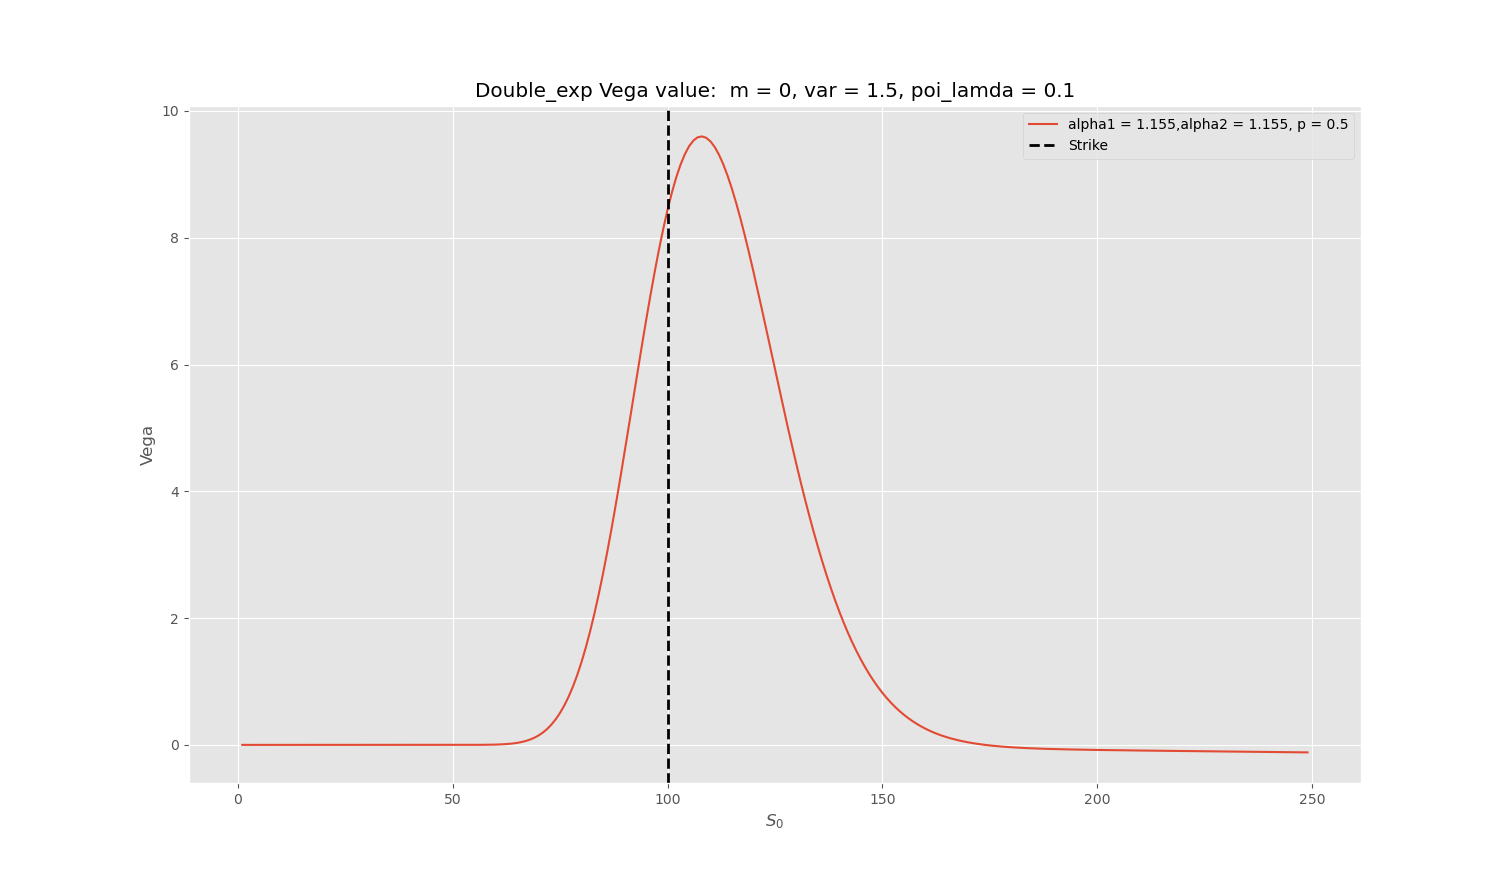 Double_exp Vega value:  m = 0, var = 1.5, poi_lamda = 0.1
alpha1 = 1.155,alpha2 = 1.155, p = 0.5
Strike
10
8
6
4
2
0
Vega
0 50 100 150 200 250
S₀